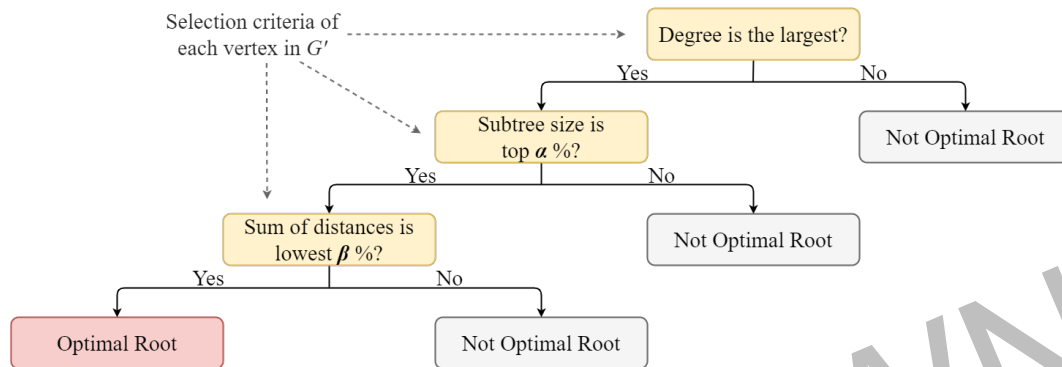 Selection criteria of
each vertex in G′
Degree is the largest?
Yes
No
Subtree size is
top α %?
Not Optimal Root
Yes
No
Sum of distances is
lowest β %?
Not Optimal Root
Yes
No
Optimal Root
Not Optimal Root